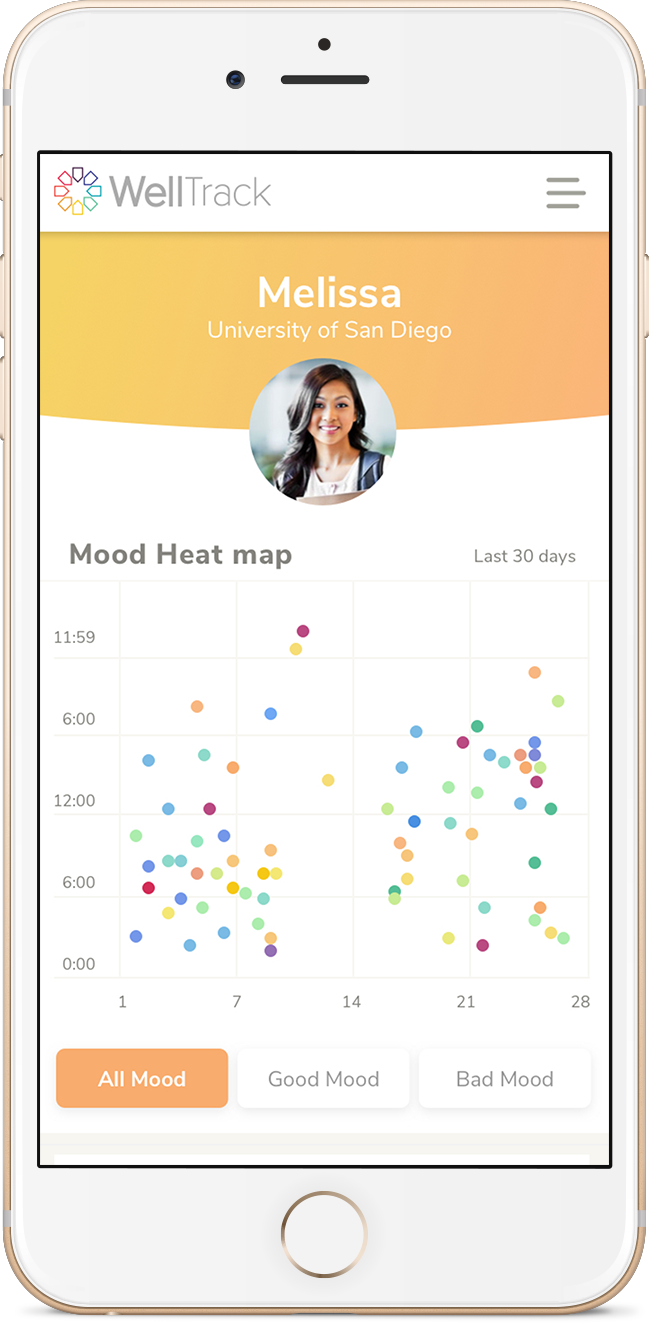 WellTrack
Melissa
University of San Diego
Mood Heat map
Last 30 days
11:59
6:00
12:00
6:00
0:00
1 7 14 21 28
All Mood Good Mood Bad Mood